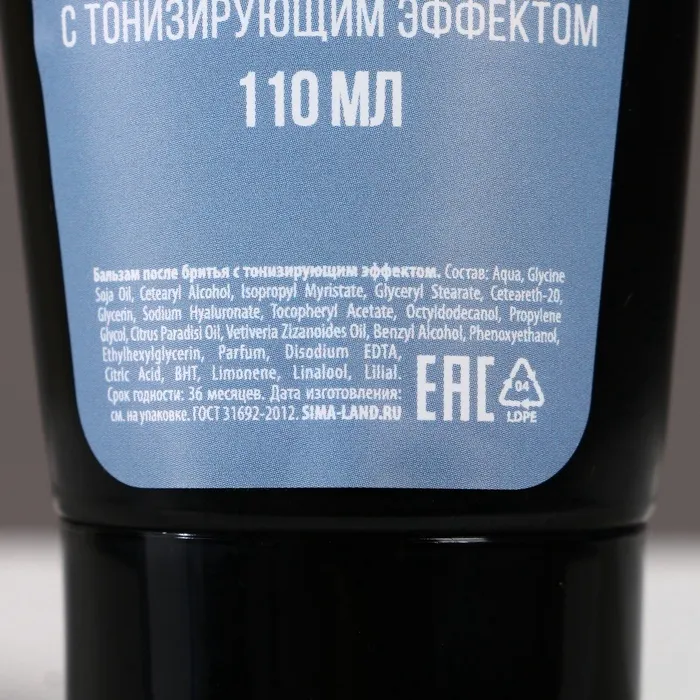 С ТОНИЗИРУЮЩИМ ЭФФЕКТОМ
110 МЛ
Бальзам после бритья с тонизирующим эффектом. Состав: Aqua, Glycine
Soja Oil, Cetearyl Alcohol, Isopropyl Myristate, Glyceryl Stearate, Ceteareth-20,
Glycerin, Sodium Hyaluronate, Tocopheryl Acetate, Octyldodecanol, Propylene
Glycol, Citrus Paradisi Oil, Vetiveria Zizanoides Oil, Benzyl Alcohol, Phenoxyethanol,
Ethylhexylglycerin, Parfum, Disodium EDTA,
Citric Acid, BHT, Limonene, Linalool, Lilial.
Срок годности: 36 месяцев. Дата изготовления:
см. на упаковке. ГОСТ 31692-2012. SIMA-LAND.RU
EAC
04
LDPE